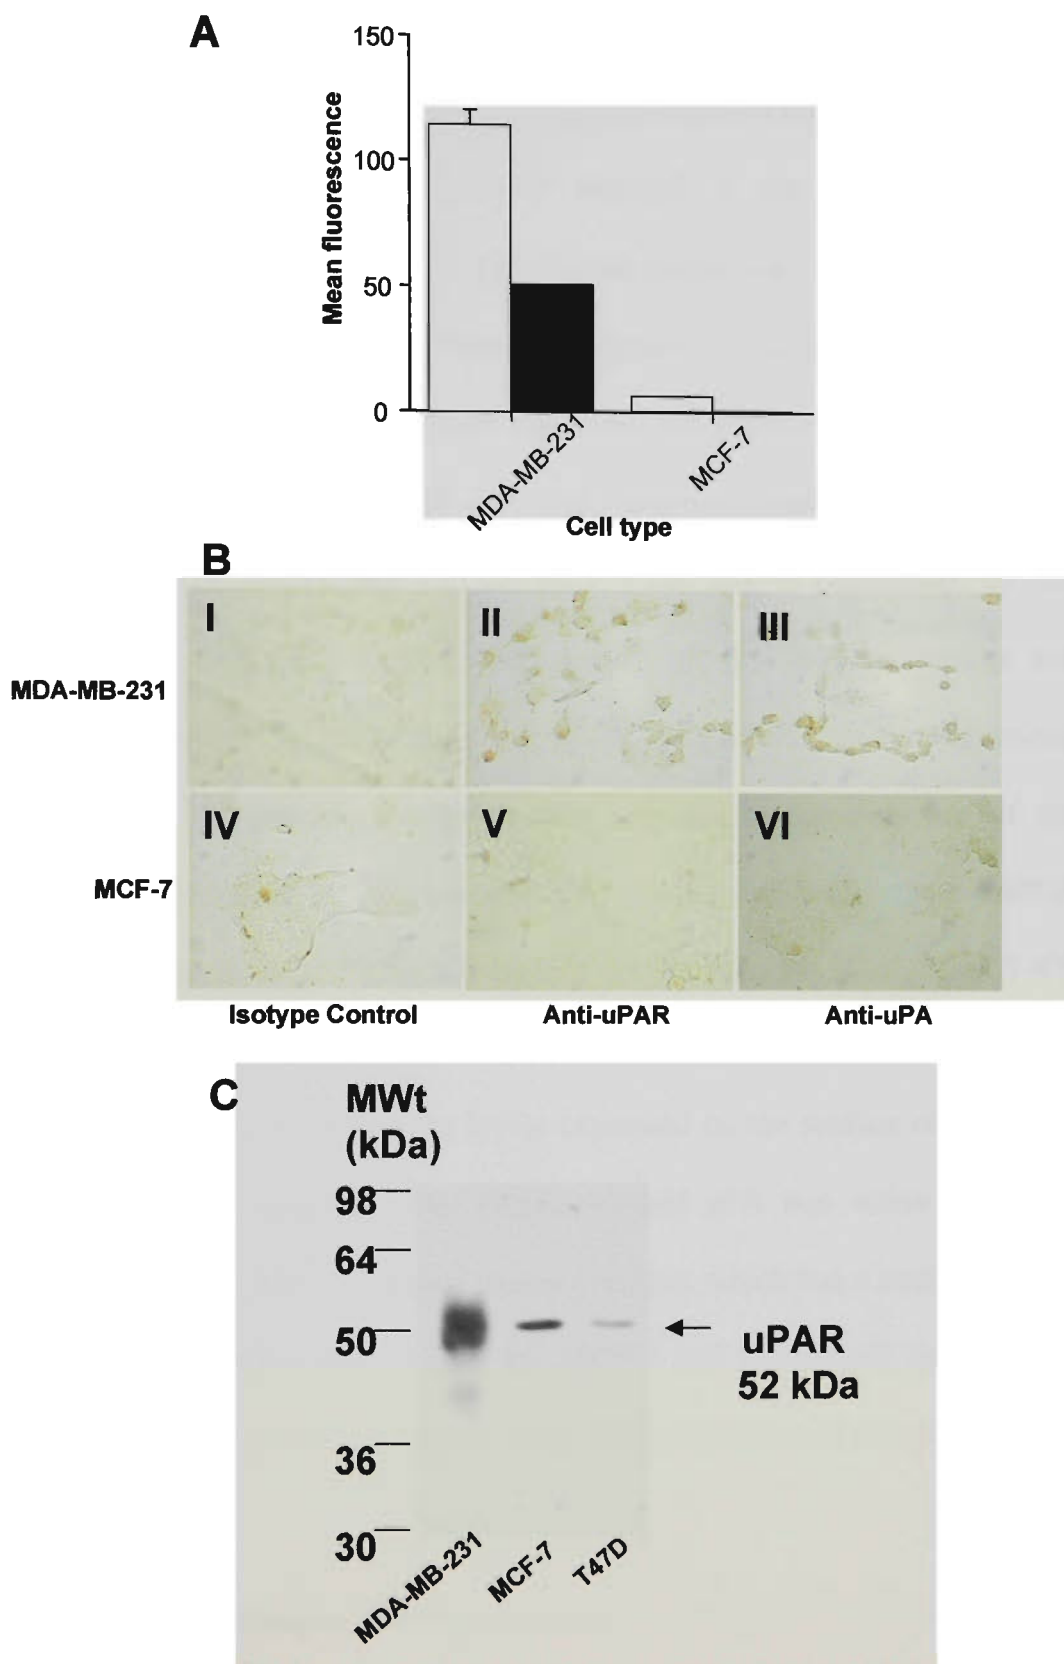 A
150
100
50
0
Mean fluorescence
MDA-MB-231
MCF-7
Cell type
B
I
II
III
MDA-MB-231
IV
V
VI
MCF-7
Isotype Control
Anti-uPAR
Anti-uPA
C
MWt
(kDa)
98
64
50
36
30
uPAR
52 kDa
MDA-MB-231
MCF-7
T47D